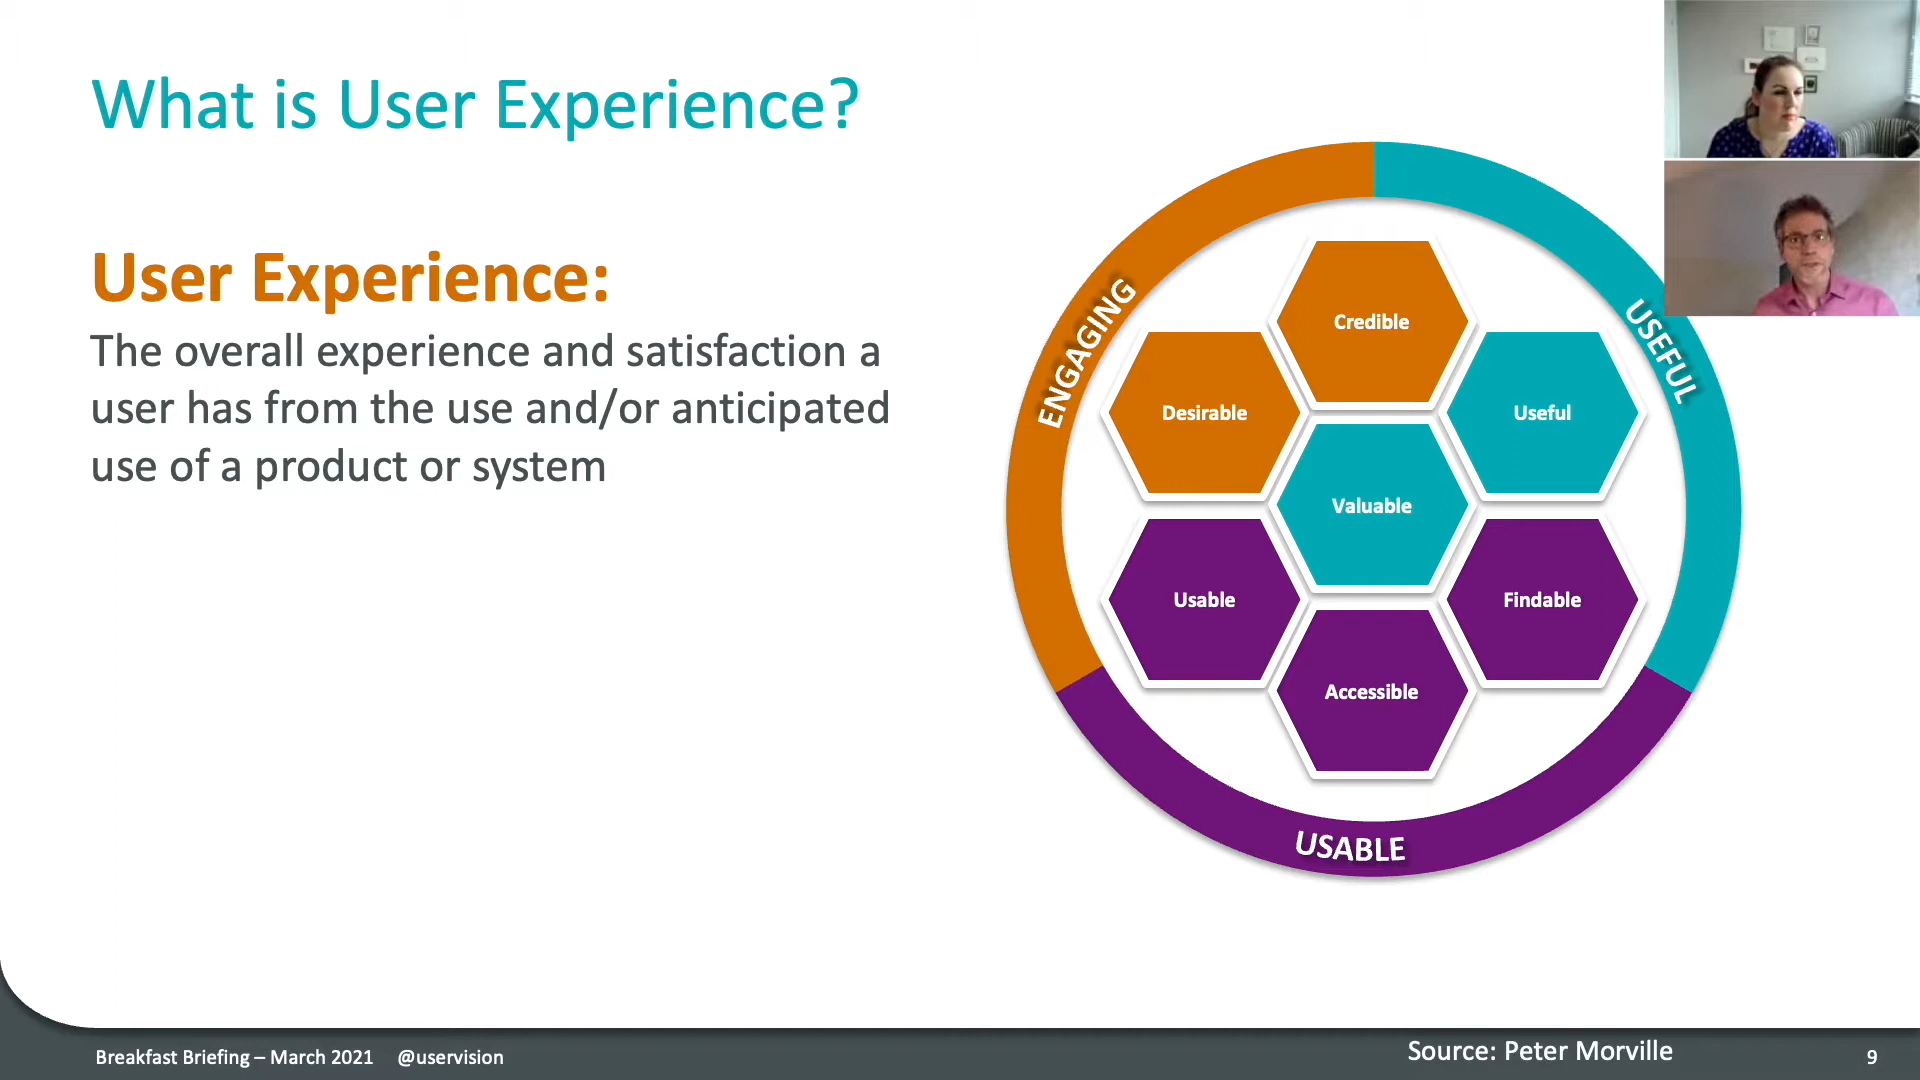 What is User Experience?
User Experience:
The overall experience and satisfaction a
user has from the use and/or anticipated
use of a product or system
ENGAGING
USEFUL
Credible
Desirable
Useful
Valuable
Usable
Findable
Accessible
USABLE
Breakfast Briefing – March 2021 @uservision
Source: Peter Morville
9